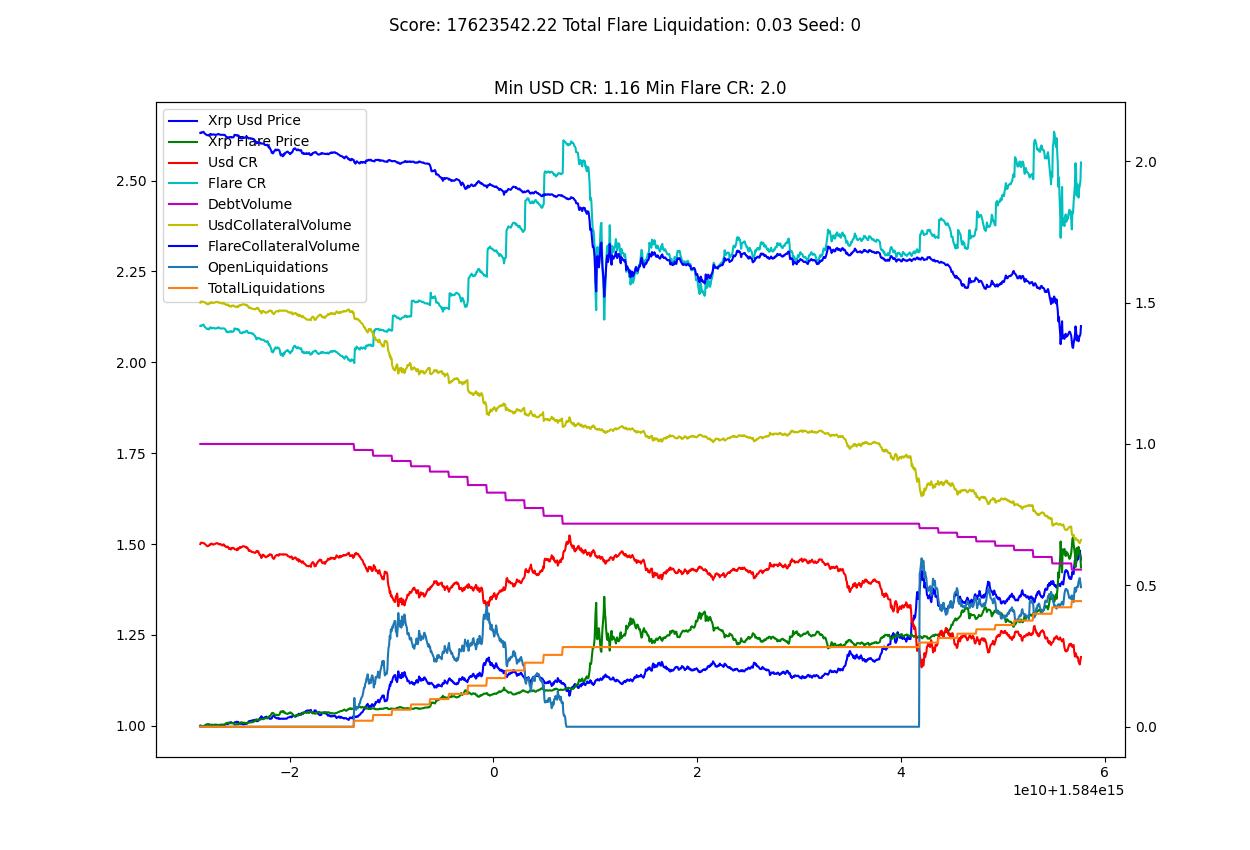 Score: 17623542.22 Total Flare Liquidation: 0.03 Seed: 0
Min USD CR: 1.16 Min Flare CR: 2.0
Xrp Usd Price
Xrp Flare Price
Usd CR
Flare CR
DebtVolume
UsdCollateralVolume
FlareCollateralVolume
OpenLiquidations
TotalLiquidations
2.50
2.25
2.00
1.75
1.50
1.25
1.00
2.0
1.5
1.0
0.5
0.0
−2 0 2 4 6
1e10+1.584e15